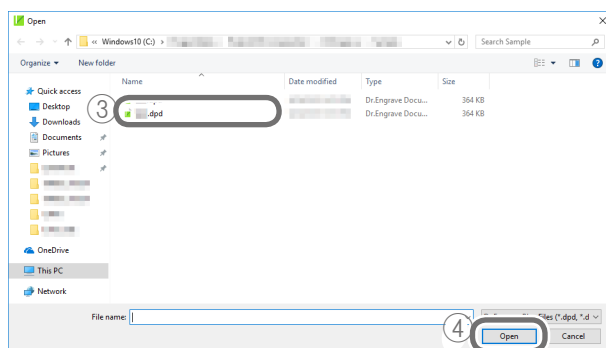 Open
« Windows10 (C:) ›
Search Sample
Organize
New folder
Name
Date modified
Type
Size
Quick access
Desktop
Downloads
Documents
Pictures
OneDrive
This PC
Network
③
Dr.Engrave Docu...
364 KB
.dpd
Dr.Engrave Docu...
364 KB
File name:
Files (*.dpd, *.d
④
Open
Cancel